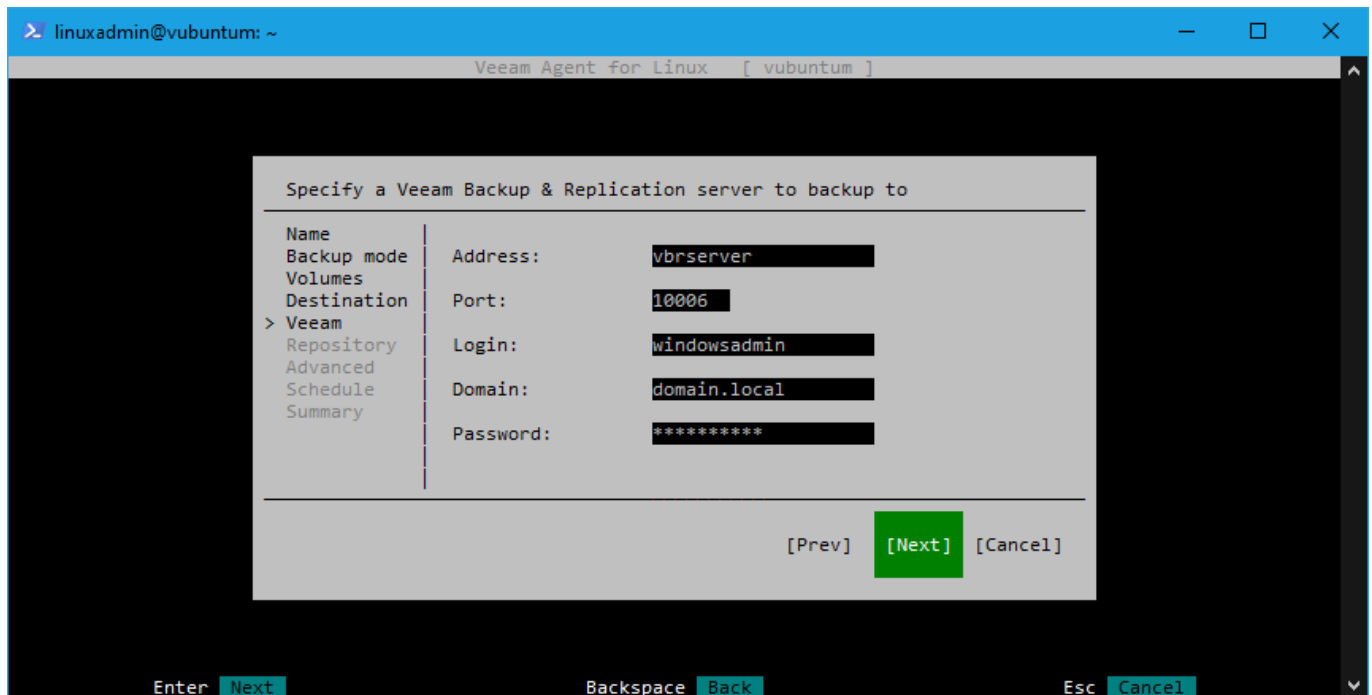 linuxadmin@vubuntum: ~
Veeam Agent for Linux [ vubuntum ]
Specify a Veeam Backup & Replication server to backup to
Name
Backup mode
Volumes
Destination
> Veeam
Repository
Advanced
Schedule
Summary
Address: vbrserver
Port: 10006
Login: windowsadmin
Domain: domain.local
Password: **********
[Prev] [Next] [Cancel]
Enter Next Backspace Back Esc Cancel